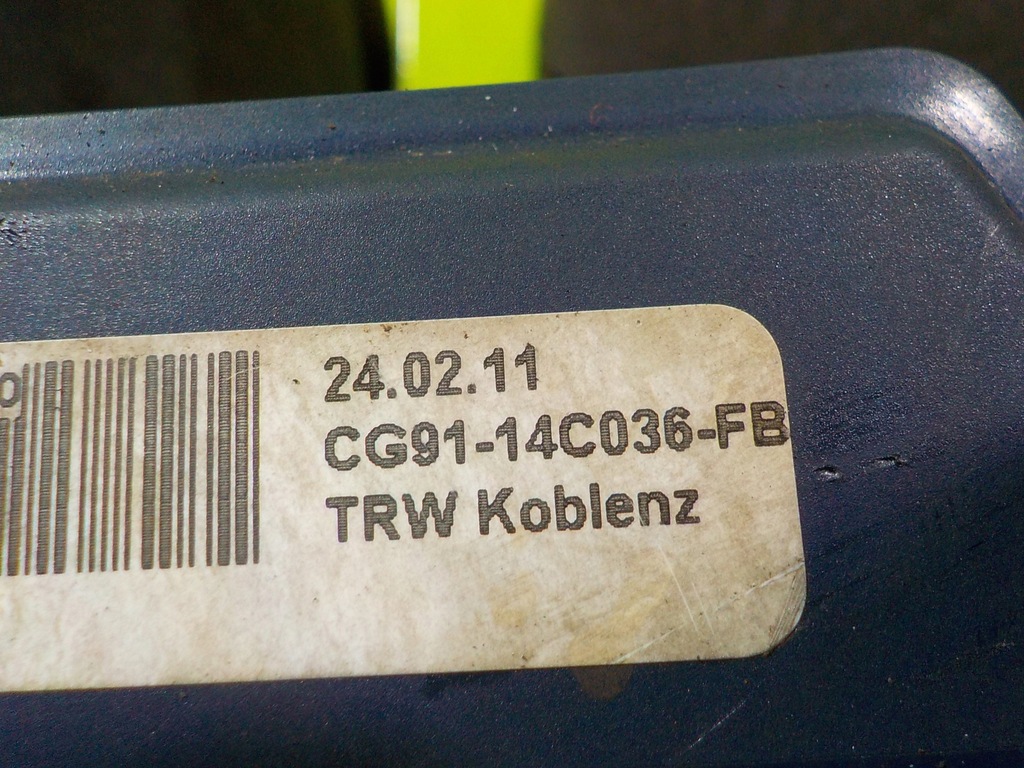 24.02.11
CG91-14C036-FB
TRW Koblenz